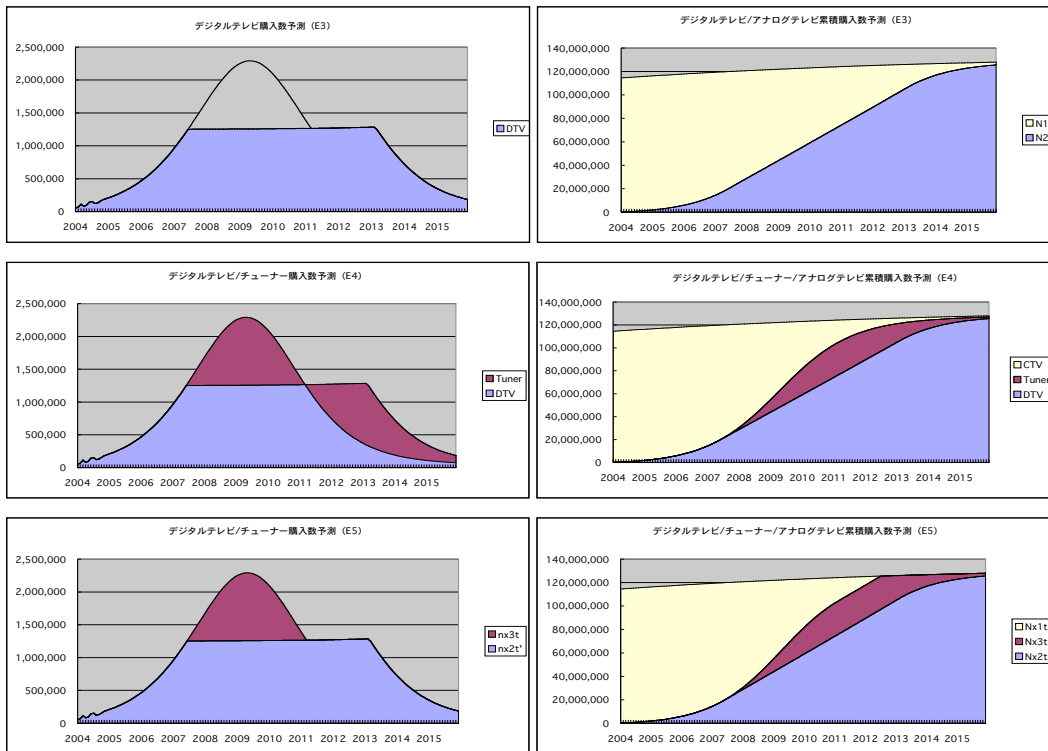 デジタルテレビ購入数予測（E3）
2,500,000
2,000,000
1,500,000
1,000,000
500,000
0
2004 2005 2006 2007 2008 2009 2010 2011 2012 2013 2014 2015
DTV
デジタルテレビ/アナログテレビ累積購入数予測（E3）
140,000,000
120,000,000
100,000,000
80,000,000
60,000,000
40,000,000
20,000,000
0
2004 2005 2006 2007 2008 2009 2010 2011 2012 2013 2014 2015
N1
N2
デジタルテレビ/チューナー購入数予測（E4）
2,500,000
2,000,000
1,500,000
1,000,000
500,000
0
2004 2005 2006 2007 2008 2009 2010 2011 2012 2013 2014 2015
Tuner
DTV
デジタルテレビ/チューナー/アナログテレビ累積購入数予測（E4）
140,000,000
120,000,000
100,000,000
80,000,000
60,000,000
40,000,000
20,000,000
0
2004 2005 2006 2007 2008 2009 2010 2011 2012 2013 2014 2015
CTV
Tuner
DTV
デジタルテレビ/チューナー購入数予測（E5）
2,500,000
2,000,000
1,500,000
1,000,000
500,000
0
2004 2005 2006 2007 2008 2009 2010 2011 2012 2013 2014 2015
nx3t
nx2t'
デジタルテレビ/チューナー/アナログテレビ累積購入数予測（E5）
140,000,000
120,000,000
100,000,000
80,000,000
60,000,000
40,000,000
20,000,000
0
2004 2005 2006 2007 2008 2009 2010 2011 2012 2013 2014 2015
Nx1t
Nx3t
Nx2t